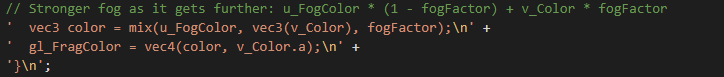 // Stronger fog as it gets further: u_FogColor * (1 - fogFactor) + v_Color * fogFactor
'  vec3 color = mix(u_FogColor, vec3(v_Color), fogFactor);\n' +
'  gl_FragColor = vec4(color, v_Color.a);\n' +
'}\n';